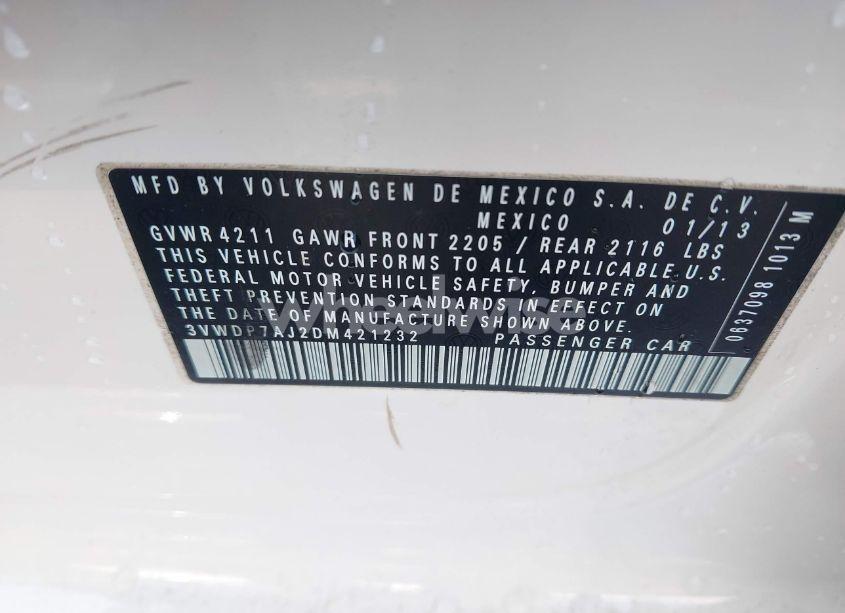 MFD BY VOLKSWAGEN DE MEXICO S.A. DE C.V.
MEXICO 01/13
GVWR 4211 GAWR FRONT 2205 / REAR 2116 LBS
THIS VEHICLE CONFORMS TO ALL APPLICABLE U.S.
FEDERAL MOTOR VEHICLE SAFETY, BUMPER AND
THEFT PREVENTION STANDARDS IN EFFECT ON
THE DATE OF MANUFACTURE SHOWN ABOVE.
3VWDP7AJ2DM421232 PASSENGER CAR
0637098 1013 M
wheelwise